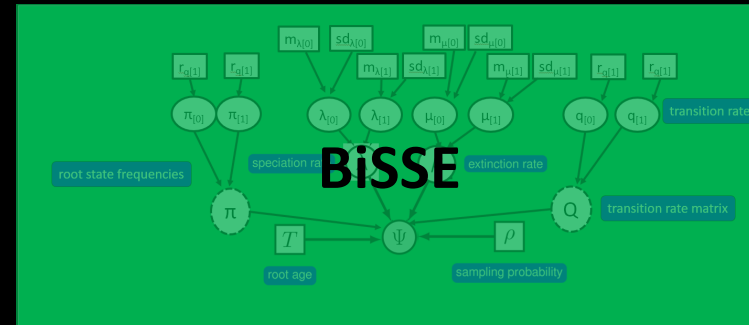 m_λ[0] sd_λ[0] m_μ[0] sd_μ[0]
r_q[1] r_q[1] m_λ[1] sd_λ[1] m_μ[1] sd_μ[1] r_q[1] r_q[1]
π[0] π[1] λ[0] λ[1] μ[0] μ[1] q[0] q[1] transition rate
speciation BiSSE extinction rate
root state frequencies
π Q transition rate matrix
T Ψ ρ
root age sampling probability